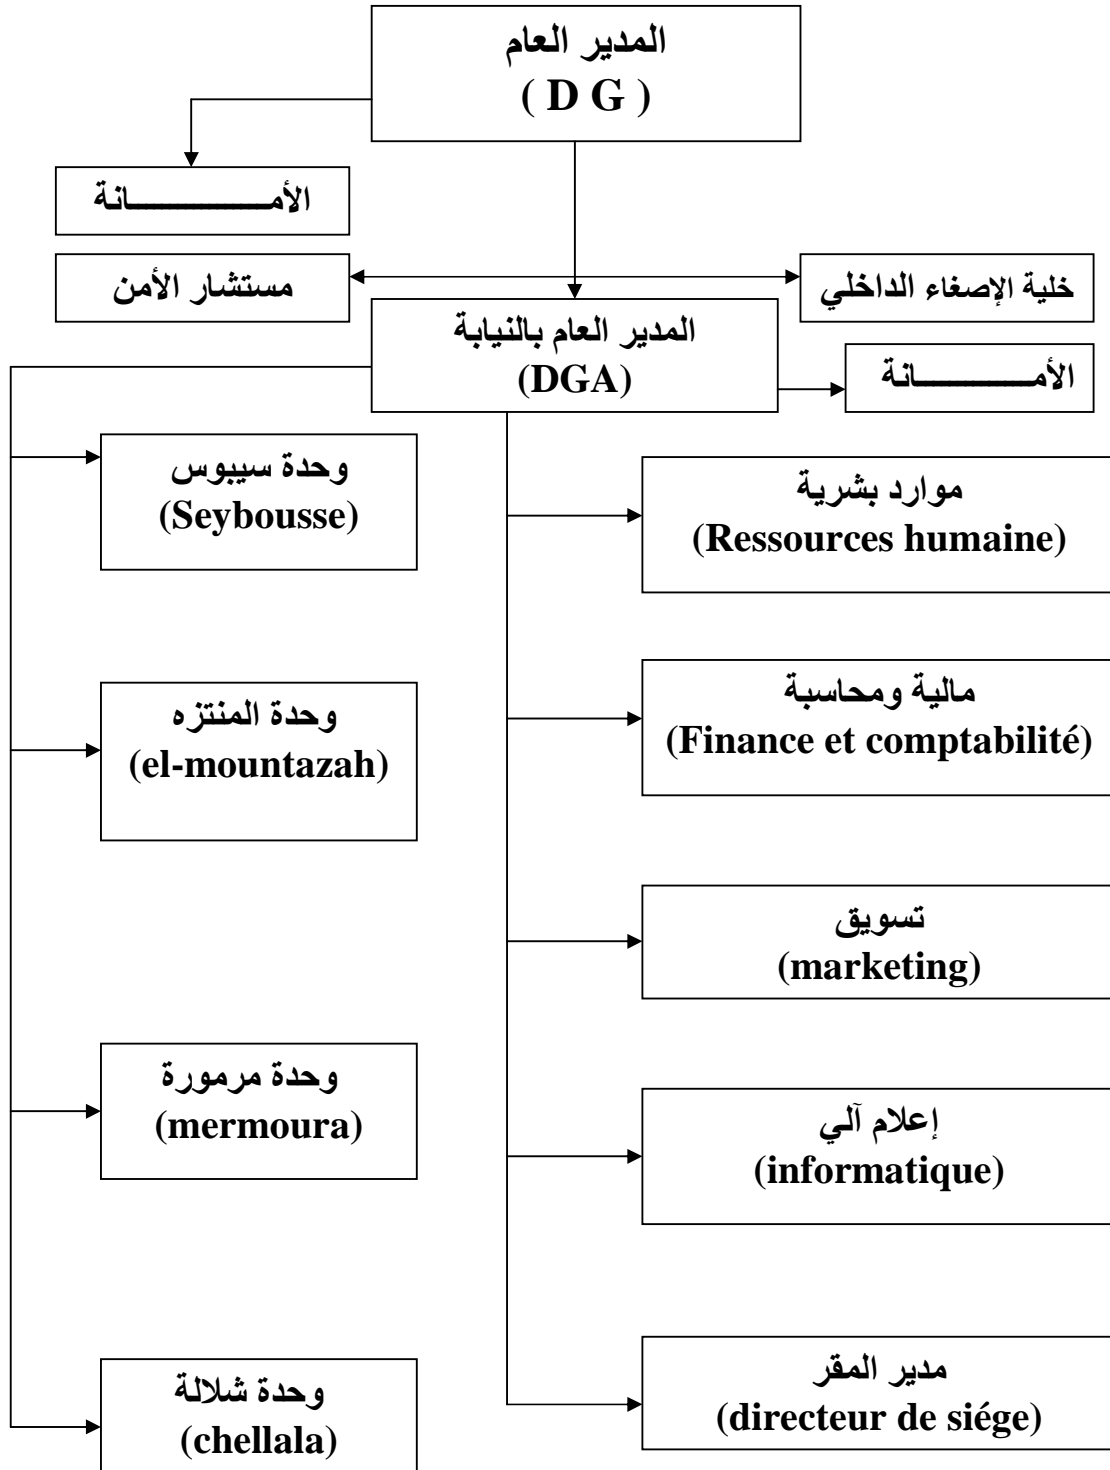 المدير العام
( D G )
الأمـــــــــــــانة
مستشار الأمن
خلية الإصغاء الداخلي
المدير العام بالنيابة
(DGA)
الأمـــــــــــانة
وحدة سيبوس
(Seybousse)
موارد بشرية
(Ressources humaine)
وحدة المنتزه
(el-mountazah)
مالية ومحاسبة
(Finance et comptabilité)
تسويق
(marketing)
وحدة مرمورة
(mermoura)
إعلام آلي
(informatique)
وحدة شلالة
(chellala)
مدير المقر
(directeur de siége)